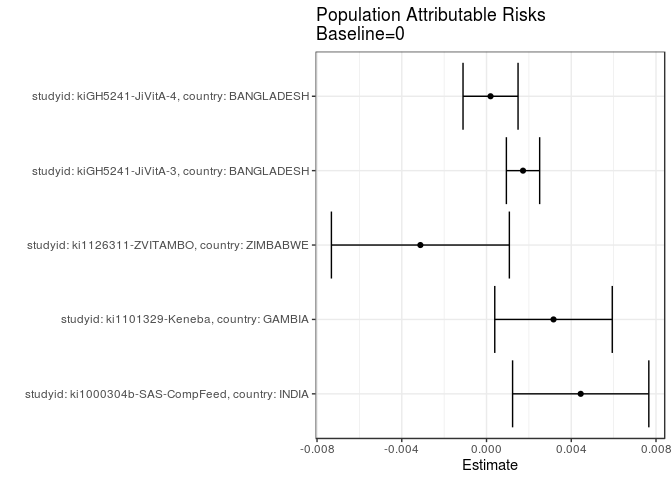 Population Attributable Risks
Baseline=0
studyid: kiGH5241-JiVitA-4, country: BANGLADESH
studyid: kiGH5241-JiVitA-3, country: BANGLADESH
studyid: ki1126311-ZVITAMBO, country: ZIMBABWE
studyid: ki1101329-Keneba, country: GAMBIA
studyid: ki1000304b-SAS-CompFeed, country: INDIA
-0.008 -0.004 0.000 0.004 0.008
Estimate